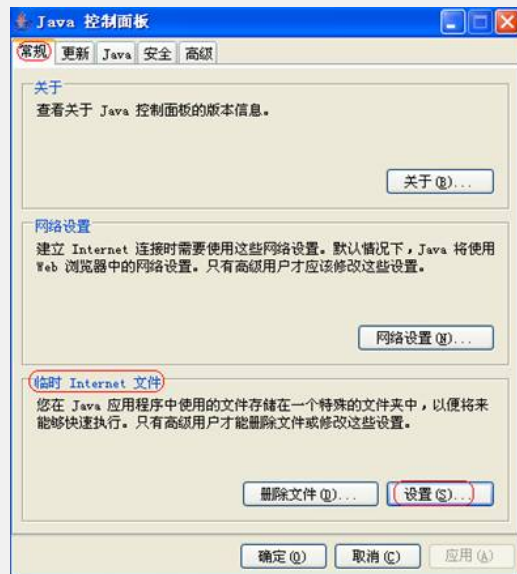 Java 控制面板
常规 更新 Java 安全 高级
关于
查看关于 Java 控制面板的版本信息。
关于(B)...
网络设置
建立 Internet 连接时需要使用这些网络设置。默认情况下，Java 将使用
Web 浏览器中的网络设置。只有高级用户才应该修改这些设置。
网络设置(N)...
临时 Internet 文件
您在 Java 应用程序中使用的文件存储在一个特殊的文件夹中，以便将来
能够快速执行。只有高级用户才能删除文件或修改这些设置。
删除文件(D)... 设置(S)...
确定(O) 取消(C) 应用(A)